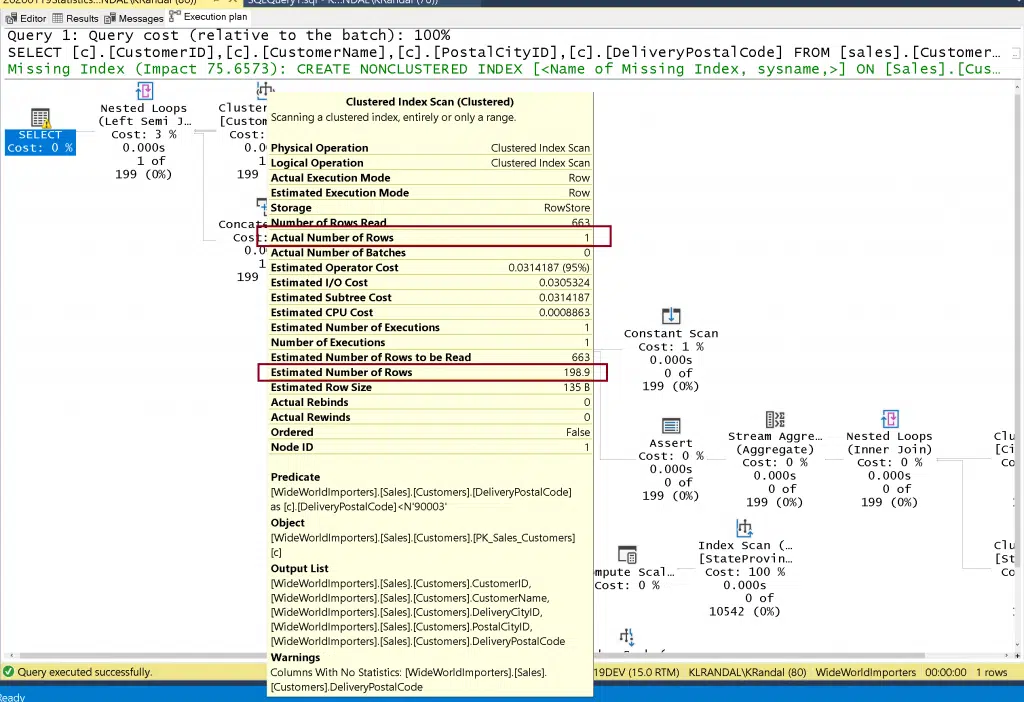 Editor Results Messages Execution plan
Query 1: Query cost (relative to the batch): 100%
SELECT [c].[CustomerID],[c].[CustomerName],[c].[PostalCityID],[c].[DeliveryPostalCode] FROM [sales].[Customer...
Missing Index (Impact 75.6573): CREATE NONCLUSTERED INDEX [<Name of Missing Index, sysname,>] ON [Sales].[Cus...
SELECT
Cost: 0 %
Nested Loops
(Left Semi J...
Cost: 3 %
0.000s
1 of
199 (0%)
Cluster
[Custom
Cost:
0.0
1
199
Concate
Cost:
0.0
1
199
Clustered Index Scan (Clustered)
Scanning a clustered index, entirely or only a range.
Physical Operation Clustered Index Scan
Logical Operation Clustered Index Scan
Actual Execution Mode Row
Estimated Execution Mode Row
Storage RowStore
Number of Rows Read 663
Actual Number of Rows 1
Actual Number of Batches 0
Estimated Operator Cost 0.0314187 (95%)
Estimated I/O Cost 0.0305324
Estimated Subtree Cost 0.0314187
Estimated CPU Cost 0.0008863
Estimated Number of Executions 1
Number of Executions 1
Estimated Number of Rows to be Read 663
Estimated Number of Rows 198.9
Estimated Row Size 135 B
Actual Rebinds 0
Actual Rewinds 0
Ordered False
Node ID 1
Predicate
[WideWorldImporters].[Sales].[Customers].[DeliveryPostalCode]
as [c].[DeliveryPostalCode]<N'90003'
Object
[WideWorldImporters].[Sales].[Customers].[PK_Sales_Customers]
[c]
Output List
[WideWorldImporters].[Sales].[Customers].CustomerID,
[WideWorldImporters].[Sales].[Customers].CustomerName,
[WideWorldImporters].[Sales].[Customers].DeliveryCityID,
[WideWorldImporters].[Sales].[Customers].PostalCityID,
[WideWorldImporters].[Sales].[Customers].DeliveryPostalCode
Warnings
Columns With No Statistics: [WideWorldImporters].[Sales].
[Customers].DeliveryPostalCode
Constant Scan
Cost: 1 %
0.000s
0 of
199 (0%)
Assert
Cost: 0 %
0.000s
0 of
199 (0%)
Stream Aggre...
(Aggregate)
Cost: 0 %
0.000s
0 of
199 (0%)
Nested Loops
(Inner Join)
Cost: 0 %
0.000s
0 of
199 (0%)
Clu
[Ci
Co
mpute Scal...
Cost: 0 %
Index Scan (...
[StateProvin...
Cost: 100 %
0.000s
0 of
10542 (0%)
Clu
[St
Co
Query executed successfully.
19DEV (15.0 RTM) KLRANDAL\KRandal (80) WideWorldImporters 00:00:00 1 rows
Ready